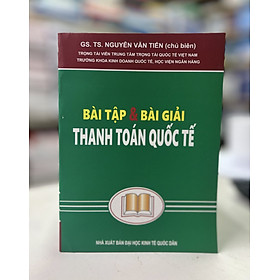 GS. TS. NGUYỄN VĂN TIẾN (chủ biên)
TRỌNG TÀI VIÊN TRUNG TÂM TRỌNG TÀI QUỐC TẾ VIỆT NAM
TRƯỞNG KHOA KINH DOANH QUỐC TẾ, HỌC VIỆN NGÂN HÀNG
BÀI TẬP & BÀI GIẢI
THANH TOÁN QUỐC TẾ
NHÀ XUẤT BẢN ĐẠI HỌC KINH TẾ QUỐC DÂN